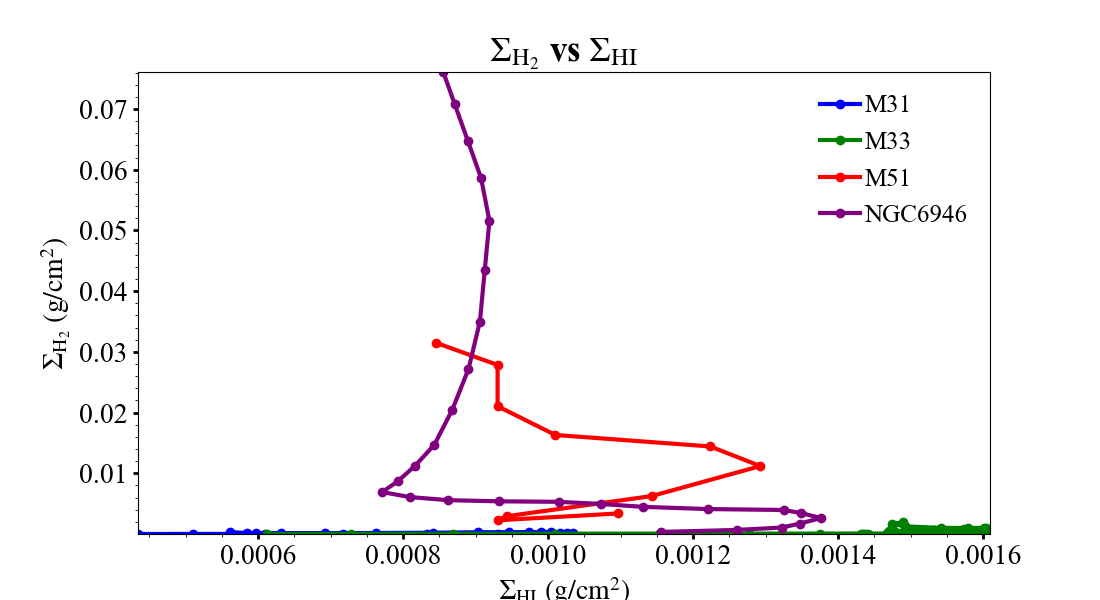 Σ_H₂ vs Σ_HI
Σ_H₂ (g/cm²)
0.07
0.06
0.05
0.04
0.03
0.02
0.01
M31
M33
M51
NGC6946
0.0006 0.0008 0.0010 0.0012 0.0014 0.0016
Σ_HI (g/cm²)